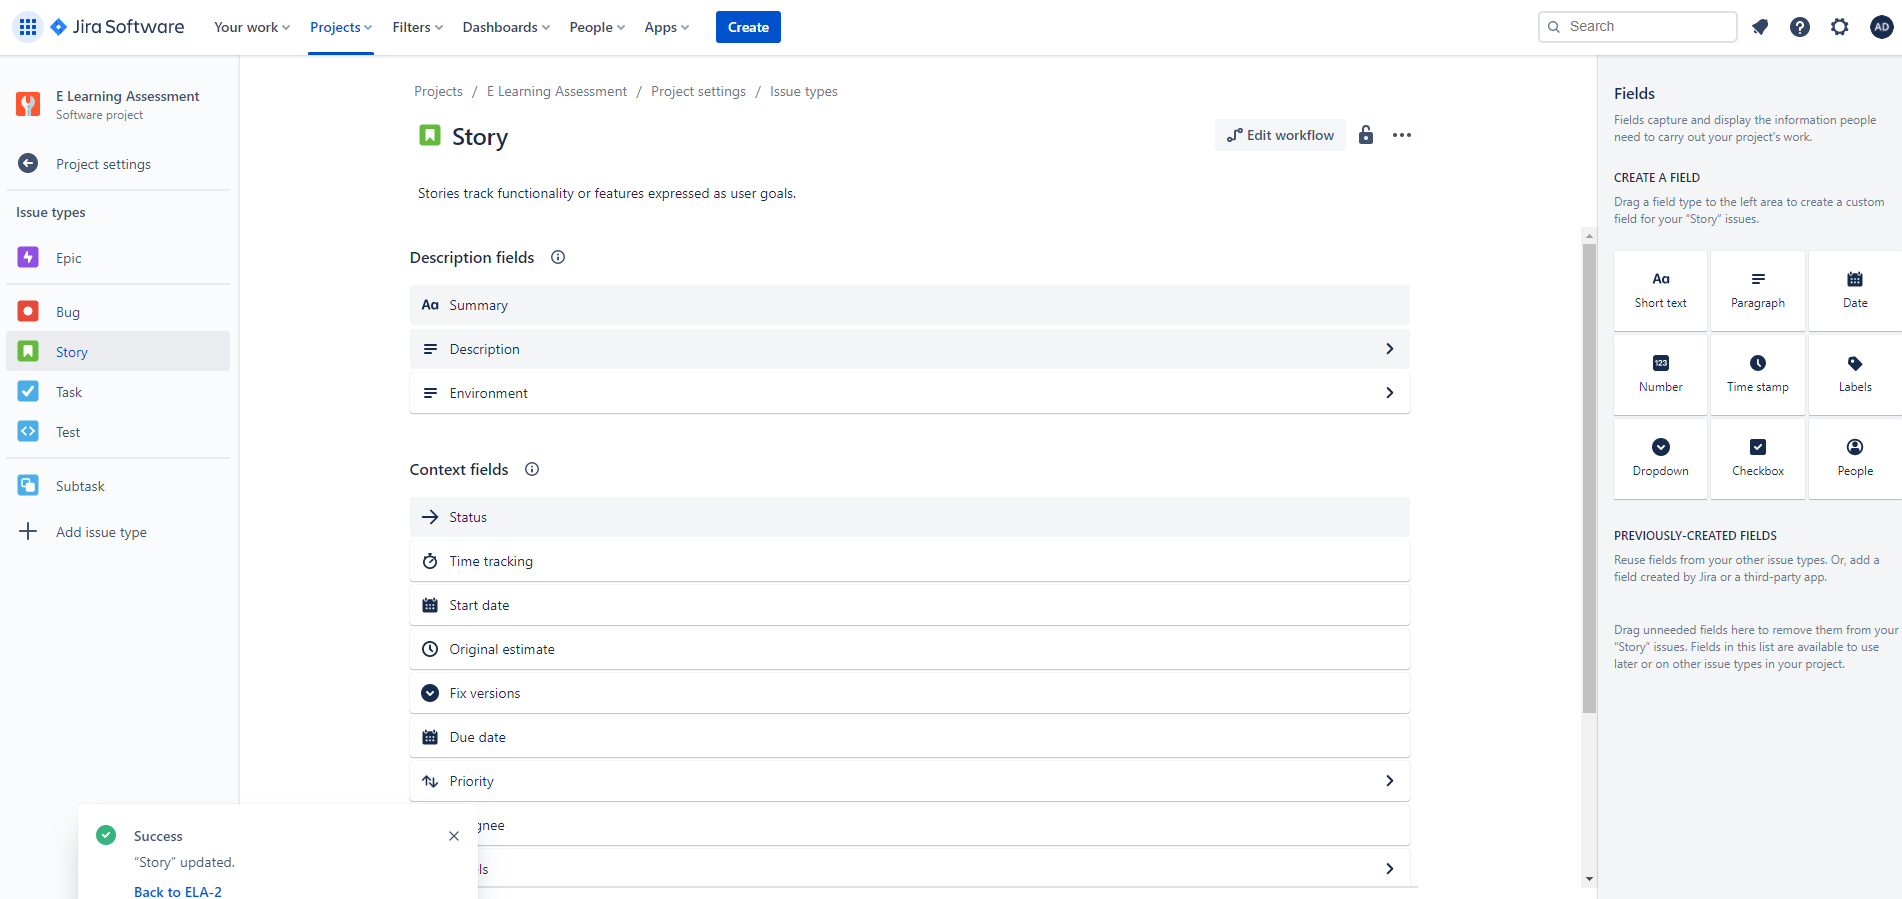 Jira Software
Your work
Projects
Filters
Dashboards
People
Apps
Create
Search
AD
E Learning Assessment
Software project
Project settings
Issue types
Epic
Bug
Story
Task
Test
Subtask
Add issue type
Projects / E Learning Assessment / Project settings / Issue types
Story
Edit workflow
Stories track functionality or features expressed as user goals.
Description fields
Aa Summary
Description
Environment
Context fields
Status
Time tracking
Start date
Original estimate
Fix versions
Due date
Priority
gnee
ls
Success
“Story” updated.
Back to ELA-2
Fields
Fields capture and display the information people
need to carry out your project's work.
CREATE A FIELD
Drag a field type to the left area to create a custom
field for your “Story” issues.
Aa
Short text
Paragraph
Date
123
Number
Time stamp
Labels
Dropdown
Checkbox
People
PREVIOUSLY-CREATED FIELDS
Reuse fields from your other issue types. Or, add a
field created by Jira or a third-party app.
Drag unneeded fields here to remove them from your
“Story” issues. Fields in this list are available to use
later or on other issue types in your project.